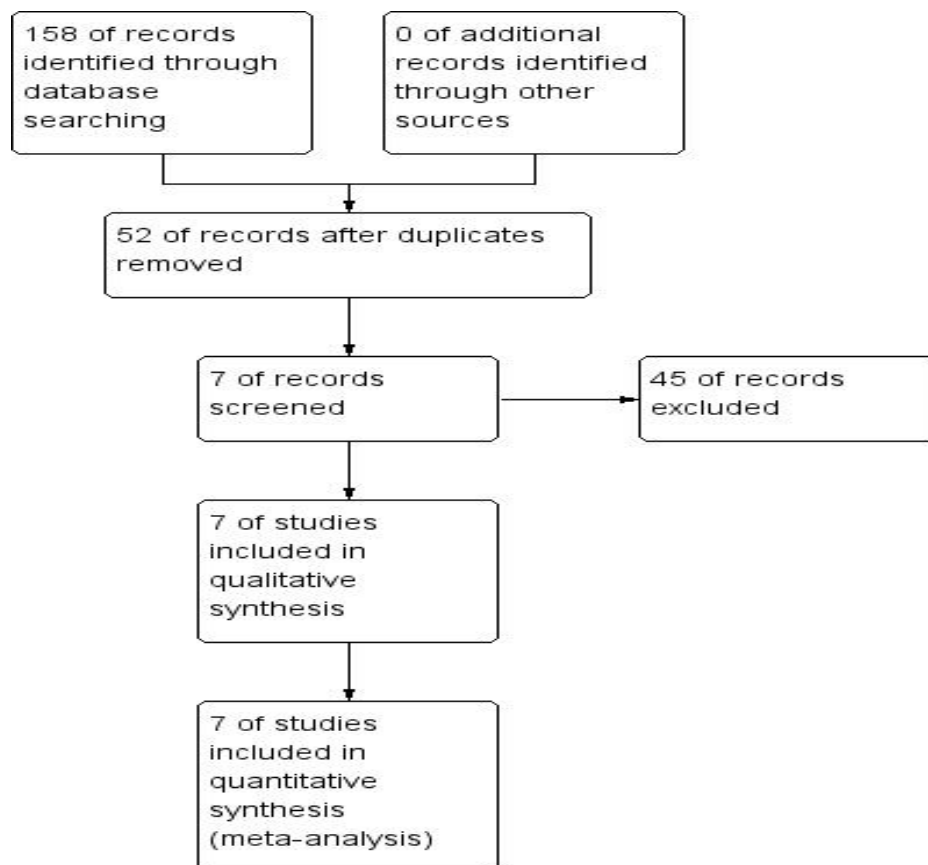 158 of records
identified through
database
searching
0 of additional
records identified
through other
sources
52 of records after duplicates
removed
7 of records
screened
45 of records
excluded
7 of studies
included in
qualitative
synthesis
7 of studies
included in
quantitative
synthesis
(meta-analysis)